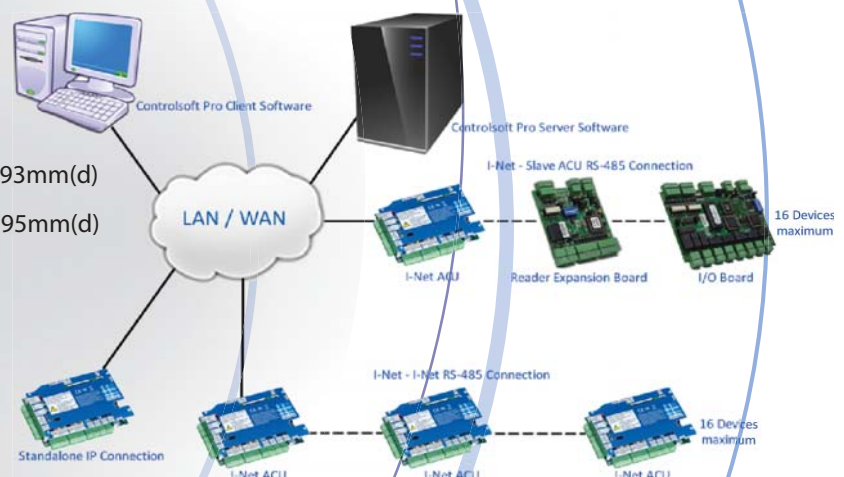 Controlsoft Pro Client Software
Controlsoft Pro Server Software
93mm(d)
95mm(d)
LAN / WAN
I-Net - Slave ACU RS-485 Connection
16 Devices
maximum
I-Net ACU
Reader Expansion Board
I/O Board
I-Net - I-Net RS-485 Connection
16 Devices
maximum
Standalone IP Connection
I-Net ACU
I-Net ACU
I-Net ACU